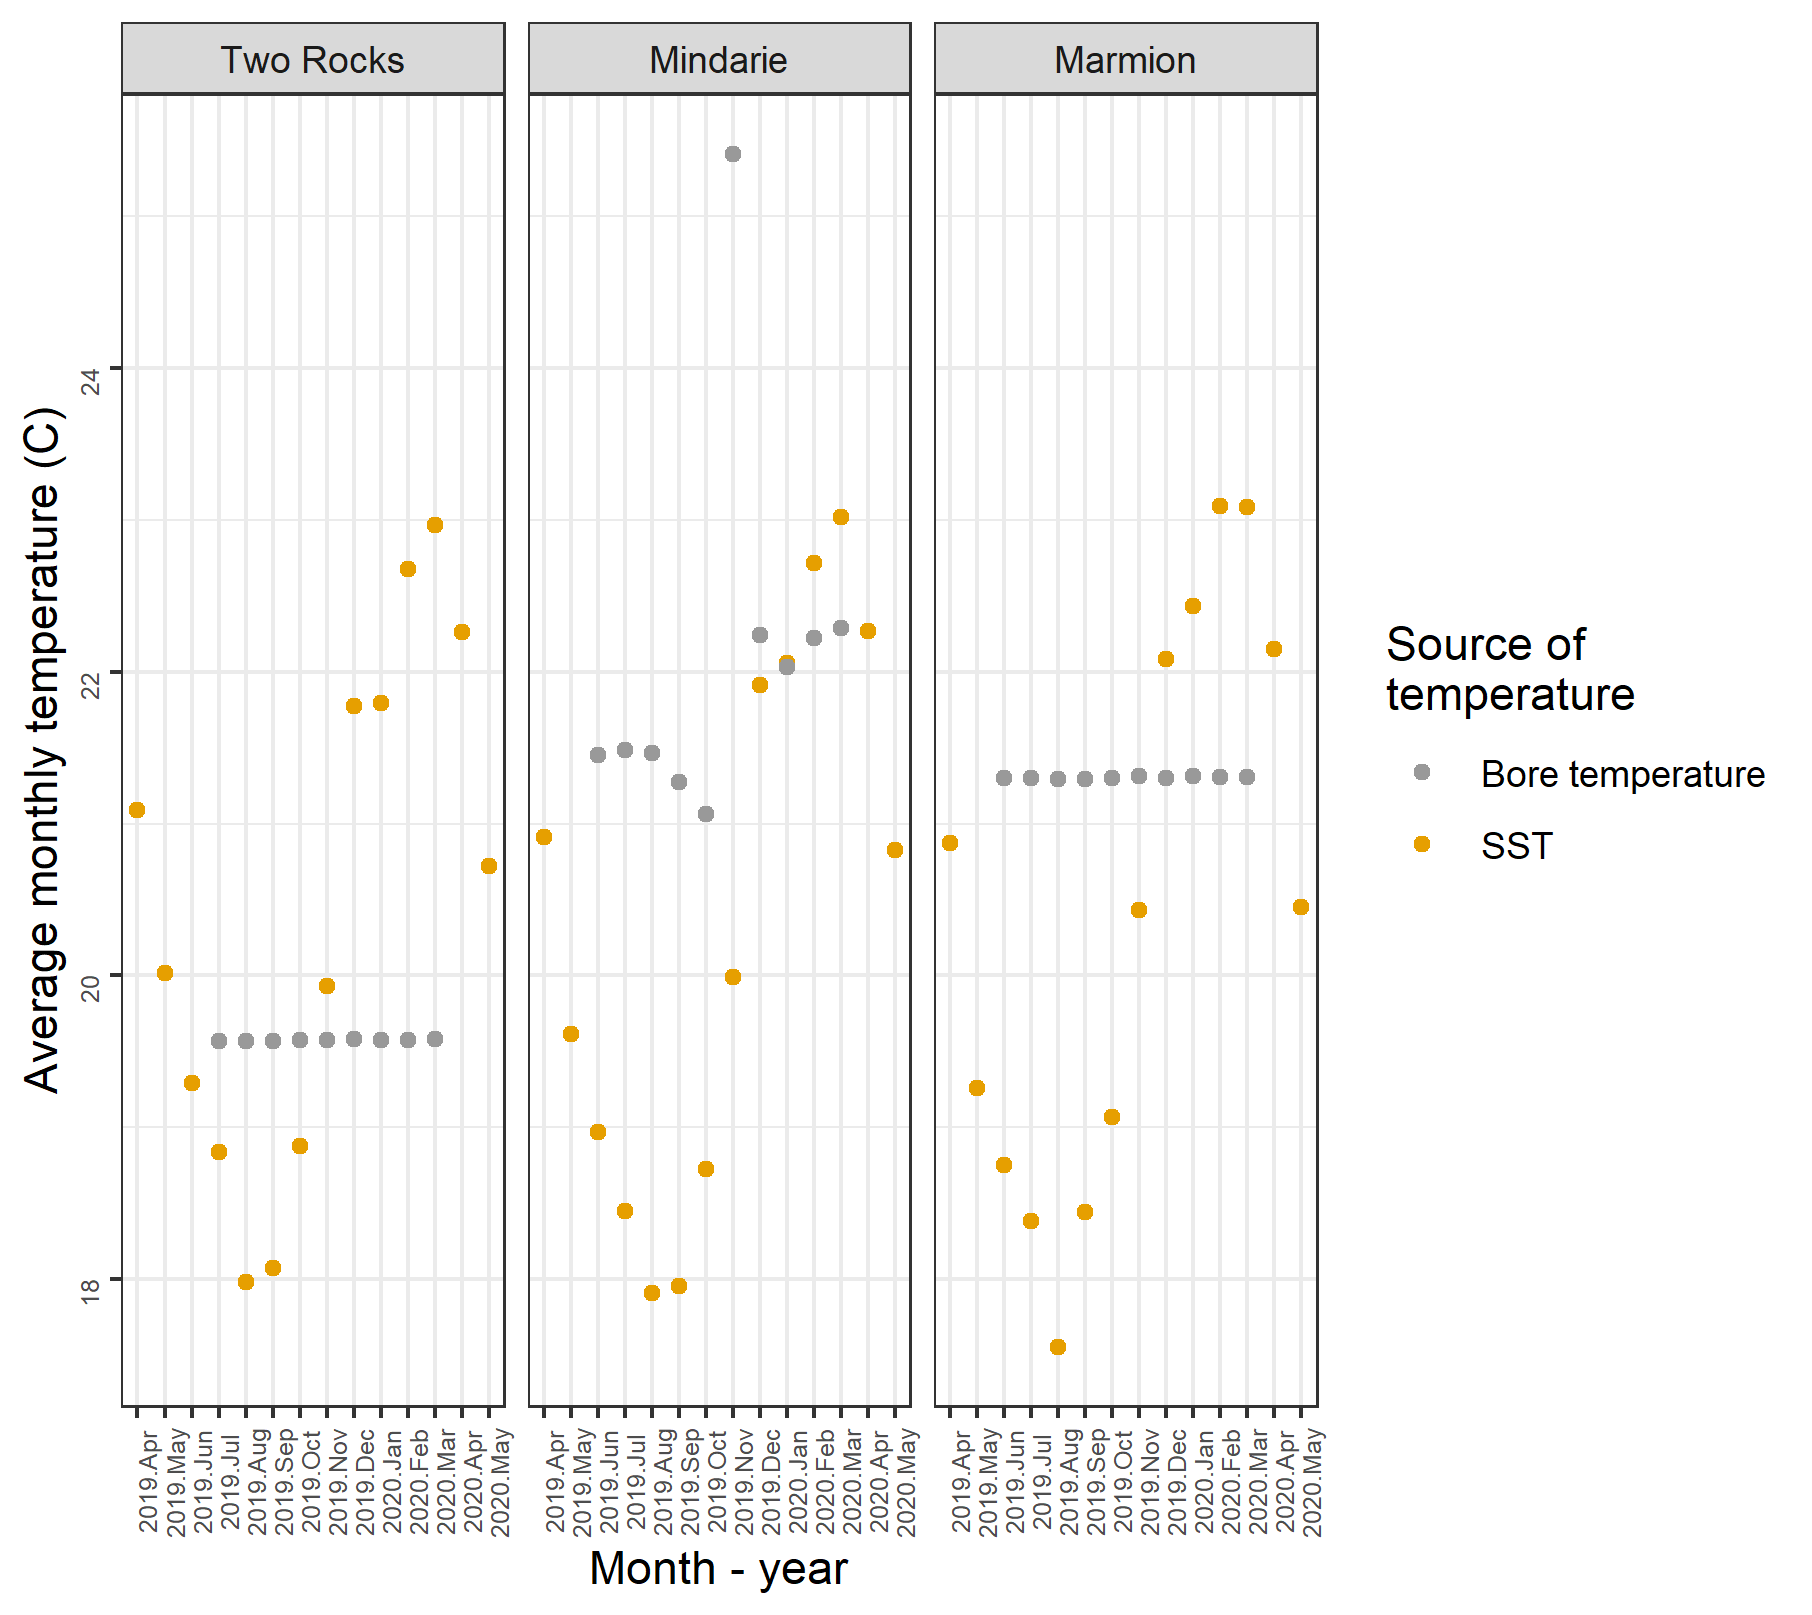 Two Rocks
Mindarie
Marmion
Average monthly temperature (C)
24
22
20
18
2019.Apr
2019.May
2019.Jun
2019.Jul
2019.Aug
2019.Sep
2019.Oct
2019.Nov
2019.Dec
2020.Jan
2020.Feb
2020.Mar
2020.Apr
2020.May
2019.Apr
2019.May
2019.Jun
2019.Jul
2019.Aug
2019.Sep
2019.Oct
2019.Nov
2019.Dec
2020.Jan
2020.Feb
2020.Mar
2020.Apr
2020.May
2019.Apr
2019.May
2019.Jun
2019.Jul
2019.Aug
2019.Sep
2019.Oct
2019.Nov
2019.Dec
2020.Jan
2020.Feb
2020.Mar
2020.Apr
2020.May
Month - year
Source of
temperature
Bore temperature
SST